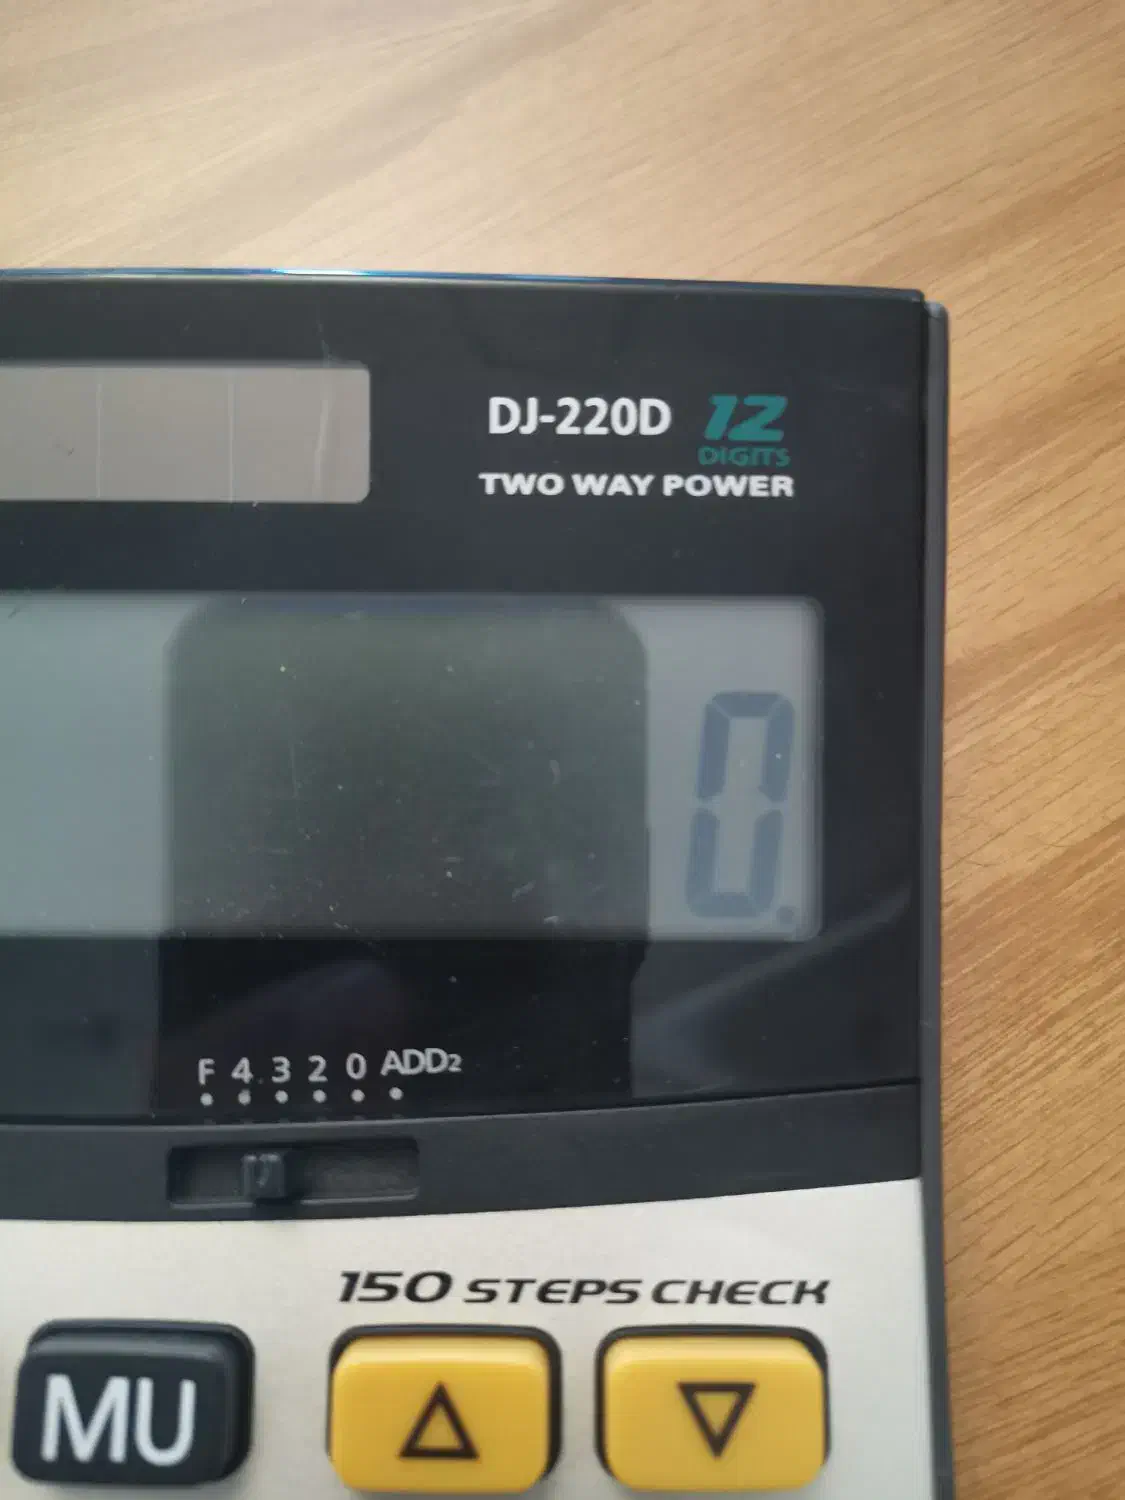 DJ-220D 12
DIGITS
TWO WAY POWER
0.
F 4 3 2 0 ADD2
150 STEPS CHECK
MU △ ▽